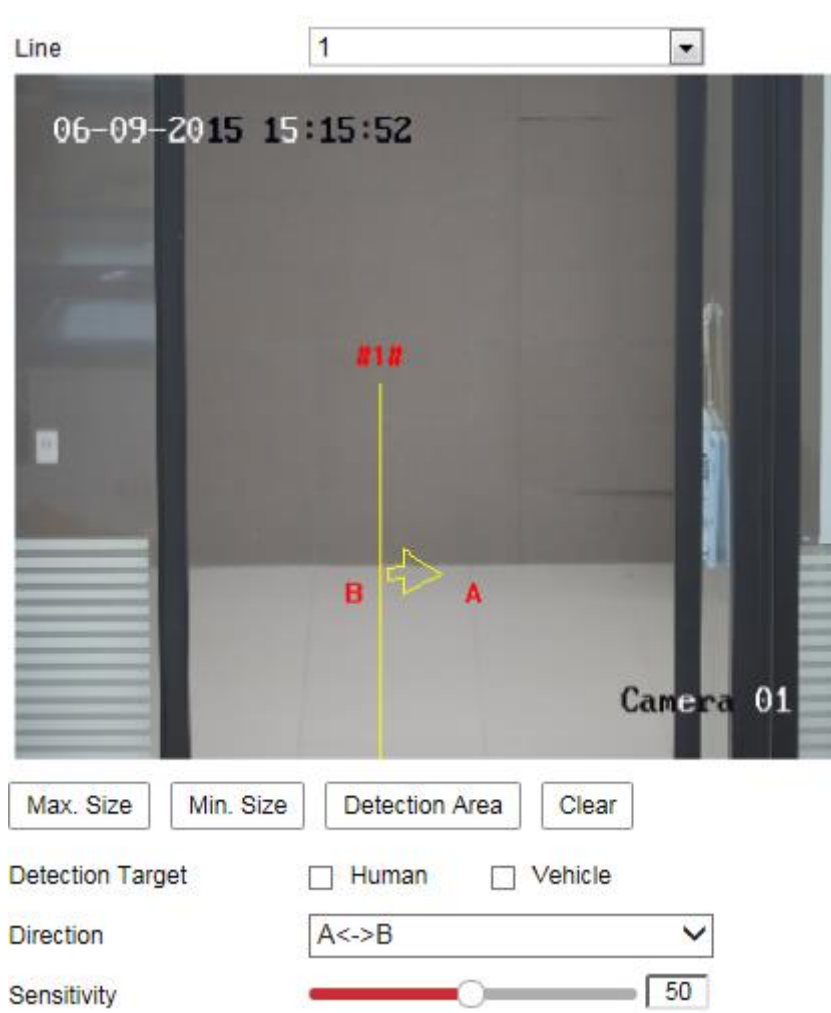 Line 1
06-09-2015 15:15:52
#1#
B A
Camera 01
Max. Size Min. Size Detection Area Clear
Detection Target Human Vehicle
Direction A<->B
Sensitivity 50